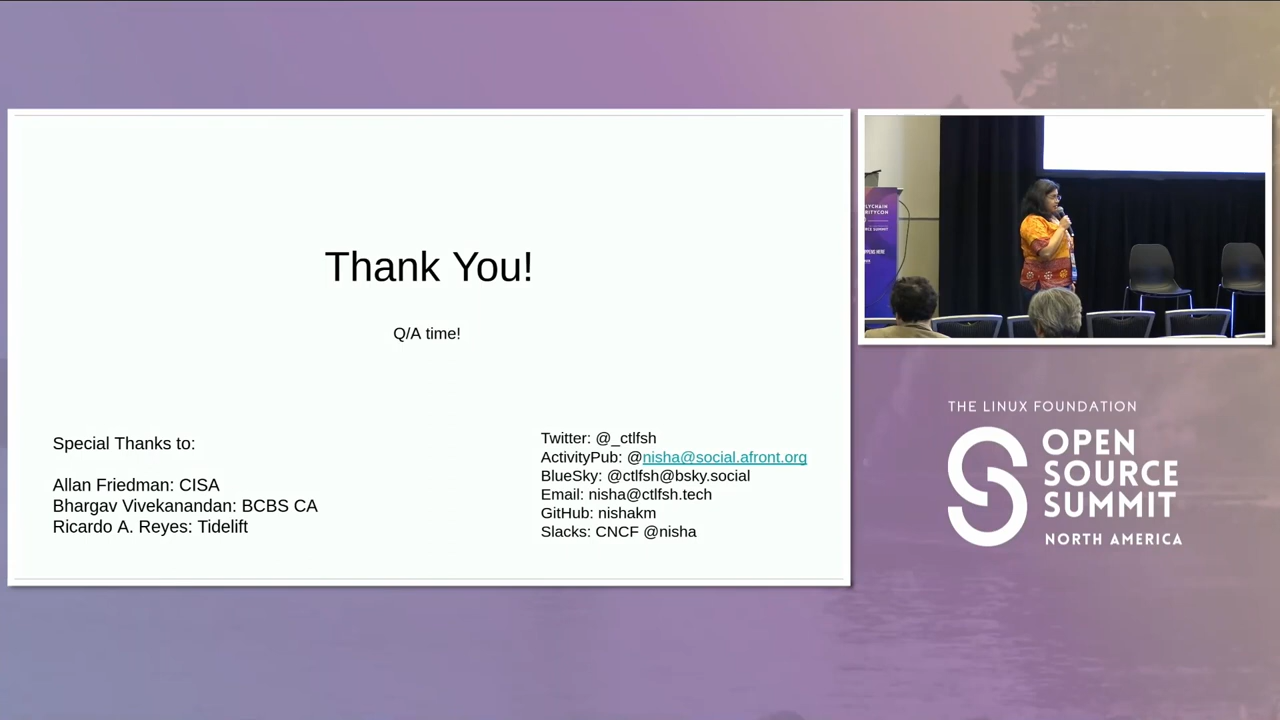 Thank You!
Q/A time!
Special Thanks to:
Allan Friedman: CISA
Bhargav Vivekanandan: BCBS CA
Ricardo A. Reyes: Tidelift
Twitter: @_ctlfsh
ActivityPub: @nisha@social.afront.org
BlueSky: @ctlfsh@bsky.social
Email: nisha@ctlfsh.tech
GitHub: nishakm
Slacks: CNCF @nisha
THE LINUX FOUNDATION
OPEN
SOURCE
SUMMIT
NORTH AMERICA